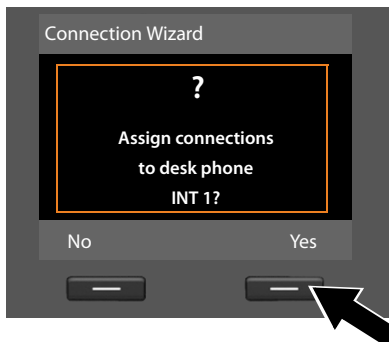 Connection Wizard
?
Assign connections
to desk phone
INT 1?
No Yes